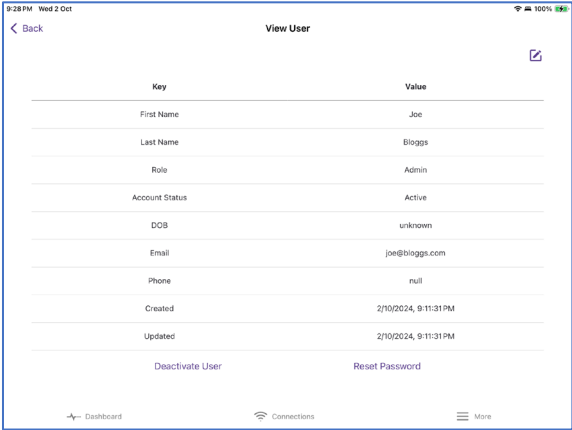 9:28 PM Wed 2 Oct 100%
Back View User
Key Value
First Name Joe
Last Name Bloggs
Role Admin
Account Status Active
DOB unknown
Email joe@bloggs.com
Phone null
Created 2/10/2024, 9:11:31 PM
Updated 2/10/2024, 9:11:31 PM
Deactivate User Reset Password
Dashboard Connections More